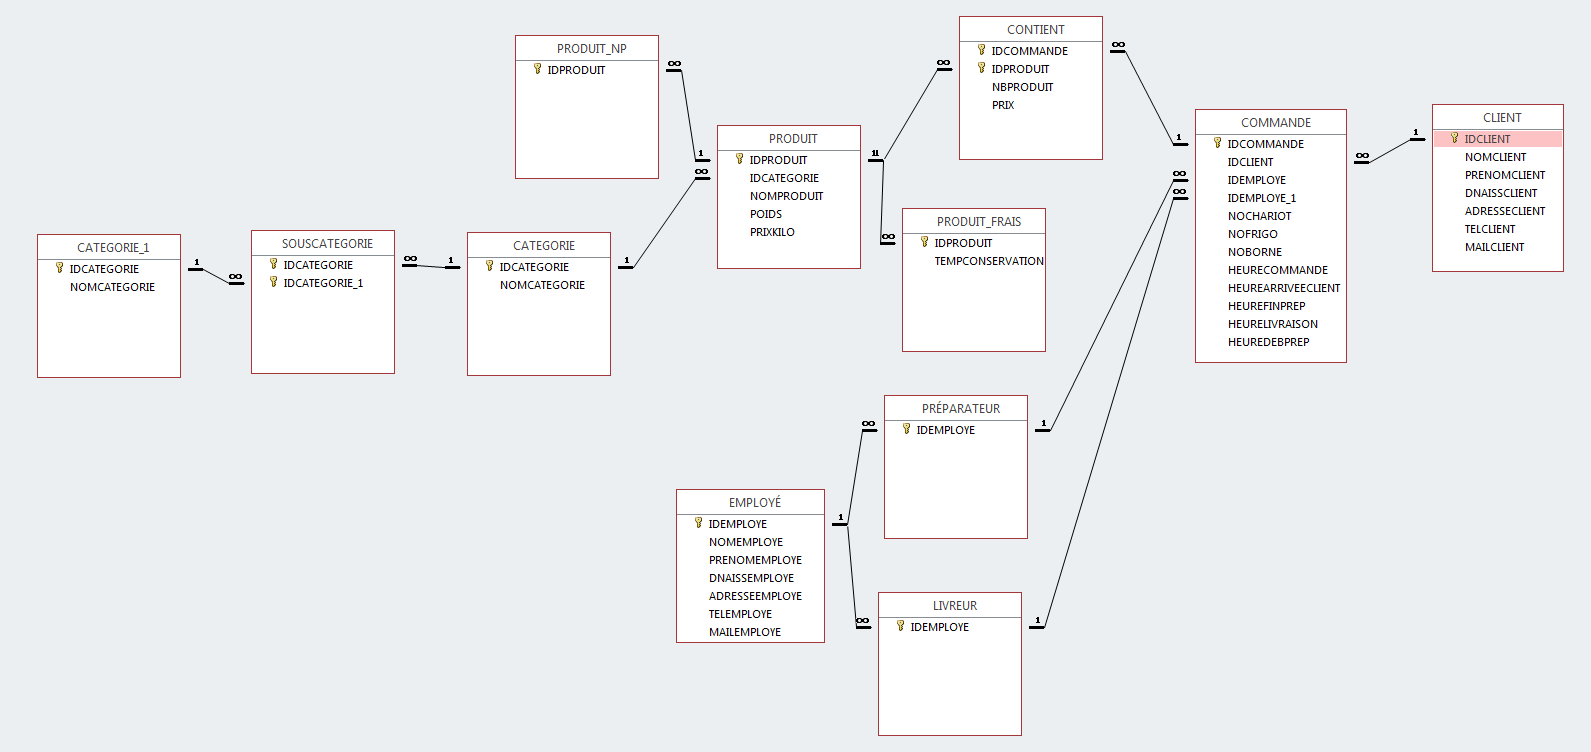 PRODUIT_NP
IDPRODUIT
CONTIENT
IDCOMMANDE
IDPRODUIT
NBPRODUIT
PRIX
PRODUIT
IDPRODUIT
IDCATEGORIE
NOMPRODUIT
POIDS
PRIXKILO
COMMANDE
IDCOMMANDE
IDCLIENT
IDEMPLOYE
IDEMPLOYE_1
NOCHARIOT
NOFRIGO
NOBORNE
HEURECOMMANDE
HEUREARRIVEECLIENT
HEUREFINPREP
HEURELIVRAISON
HEUREDEBPREP
CLIENT
IDCLIENT
NOMCLIENT
PRENOMCLIENT
DNAISSCLIENT
ADRESSECLIENT
TELCLIENT
MAILCLIENT
CATEGORIE_1
IDCATEGORIE
NOMCATEGORIE
SOUSCATEGORIE
IDCATEGORIE
IDCATEGORIE_1
CATEGORIE
IDCATEGORIE
NOMCATEGORIE
PRODUIT_FRAIS
IDPRODUIT
TEMPCONSERVATION
PRÉPARATEUR
IDEMPLOYE
EMPLOYÉ
IDEMPLOYE
NOMEMPLOYE
PRENOMEMPLOYE
DNAISSEMPLOYE
ADRESSEEMPLOYE
TELEMPLOYE
MAILEMPLOYE
LIVREUR
IDEMPLOYE
∞
1
∞
∞
11
∞
∞
1
∞
∞
∞
1
1
∞
∞
1
1
∞
1
1
∞
1